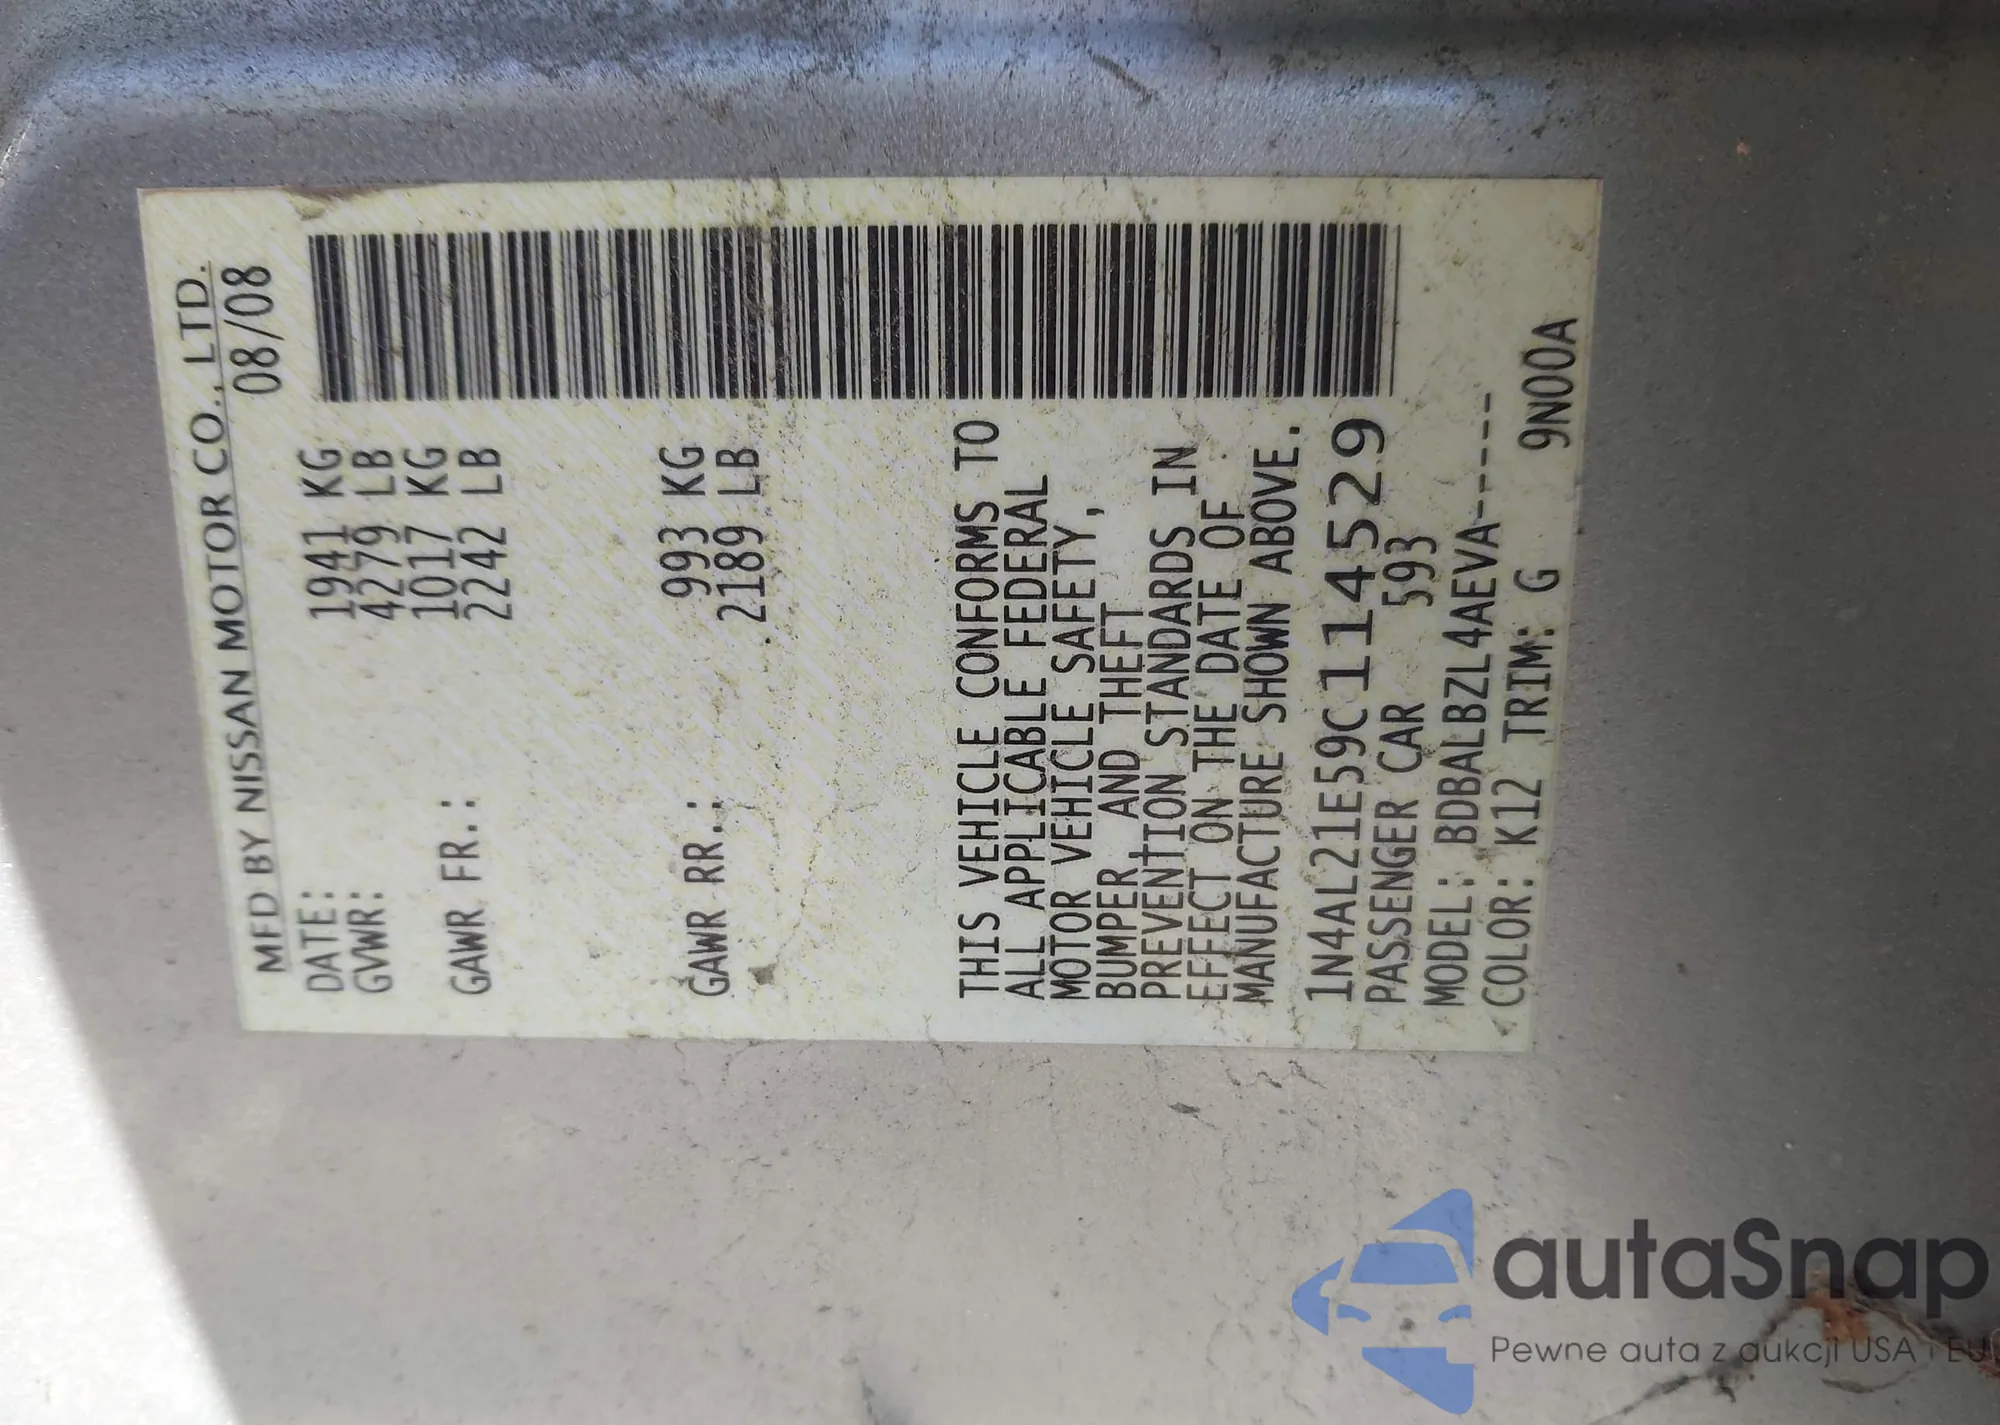 MFD BY NISSAN MOTOR CO., LTD.
DATE: 08/08
GVWR: 1941 KG
4279 LB
GAWR FR.: 1017 KG
2242 LB
GAWR RR.: 993 KG
2189 LB
THIS VEHICLE CONFORMS TO
ALL APPLICABLE FEDERAL
MOTOR VEHICLE SAFETY,
BUMPER, AND THEFT
PREVENTION STANDARDS IN
EFFECT ON THE DATE OF
MANUFACTURE SHOWN ABOVE.
1N4AL21E59C114529
PASSENGER CAR 593
MODEL: BDBALBZL4AEVA-----
COLOR: K12 TRIM: G 9N00A
autaSnap
Pewne auta z aukcji USA i EU